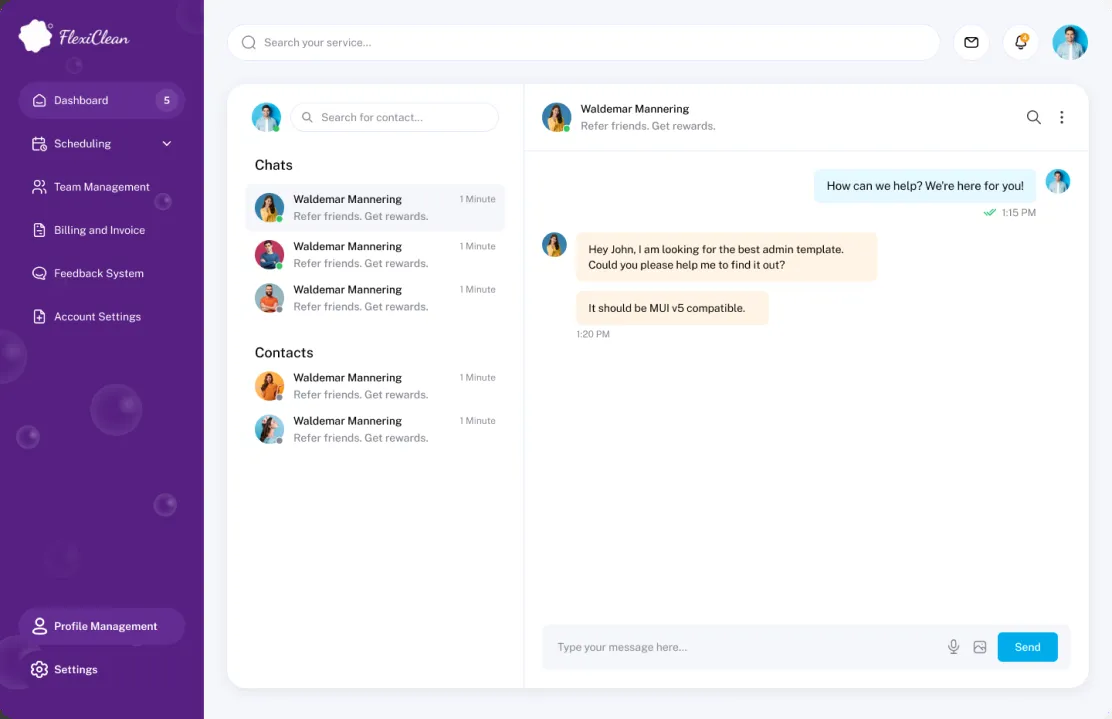 FlexiClean
Dashboard
5
Scheduling
Team Management
Billing and Invoice
Feedback System
Account Settings
Profile Management
Settings
Search your service...
4
Search for contact...
Chats
Waldemar Mannering
1 Minute
Refer friends. Get rewards.
Waldemar Mannering
1 Minute
Refer friends. Get rewards.
Waldemar Mannering
1 Minute
Refer friends. Get rewards.
Contacts
Waldemar Mannering
1 Minute
Refer friends. Get rewards.
Waldemar Mannering
1 Minute
Refer friends. Get rewards.
Waldemar Mannering
Refer friends. Get rewards.
How can we help? We're here for you!
1:15 PM
Hey John, I am looking for the best admin template.
Could you please help me to find it out?
It should be MUI v5 compatible.
1:20 PM
Type your message here...
Send